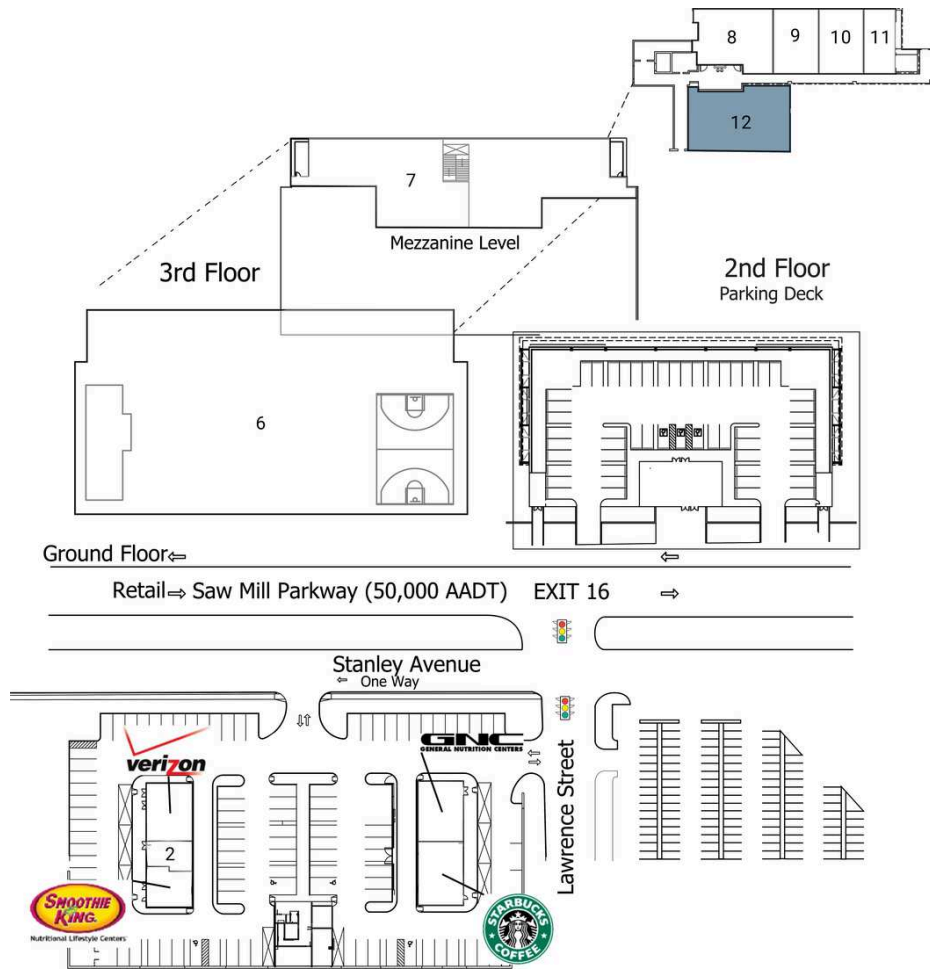 8
9
10
11
12
7
Mezzanine Level
3rd Floor
2nd Floor
Parking Deck
6
Ground Floor
Retail
Saw Mill Parkway (50,000 AADT)
EXIT 16
Stanley Avenue
One Way
Lawrence Street
verizon
GNC
GENERAL NUTRITION CENTERS
2
SMOOTHIE
KING
Nutritional Lifestyle Centers
STARBUCKS
COFFEE